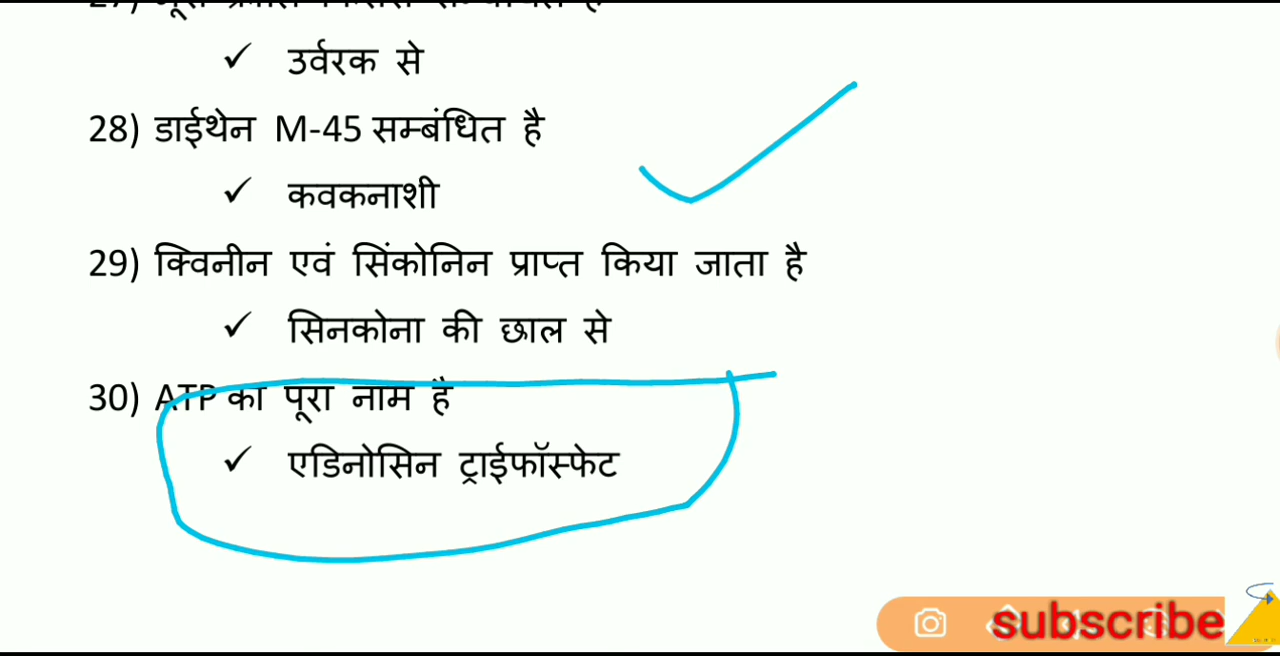 उर्वरक से
28) डाईथेन M-45 सम्बंधित है
✓ कवकनाशी
29) क्विनीन एवं सिंकोनिन प्राप्त किया जाता है
✓ सिनकोना की छाल से
30) ATP का पूरा नाम है
✓ एडिनोसिन ट्राईफॉस्फेट
subscribe